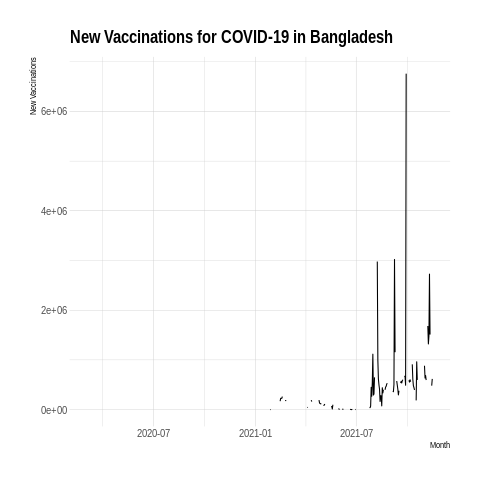 New Vaccinations for COVID-19 in Bangladesh
New Vaccinations
6e+06
4e+06
2e+06
0e+00
2020-07
2021-01
2021-07
Month